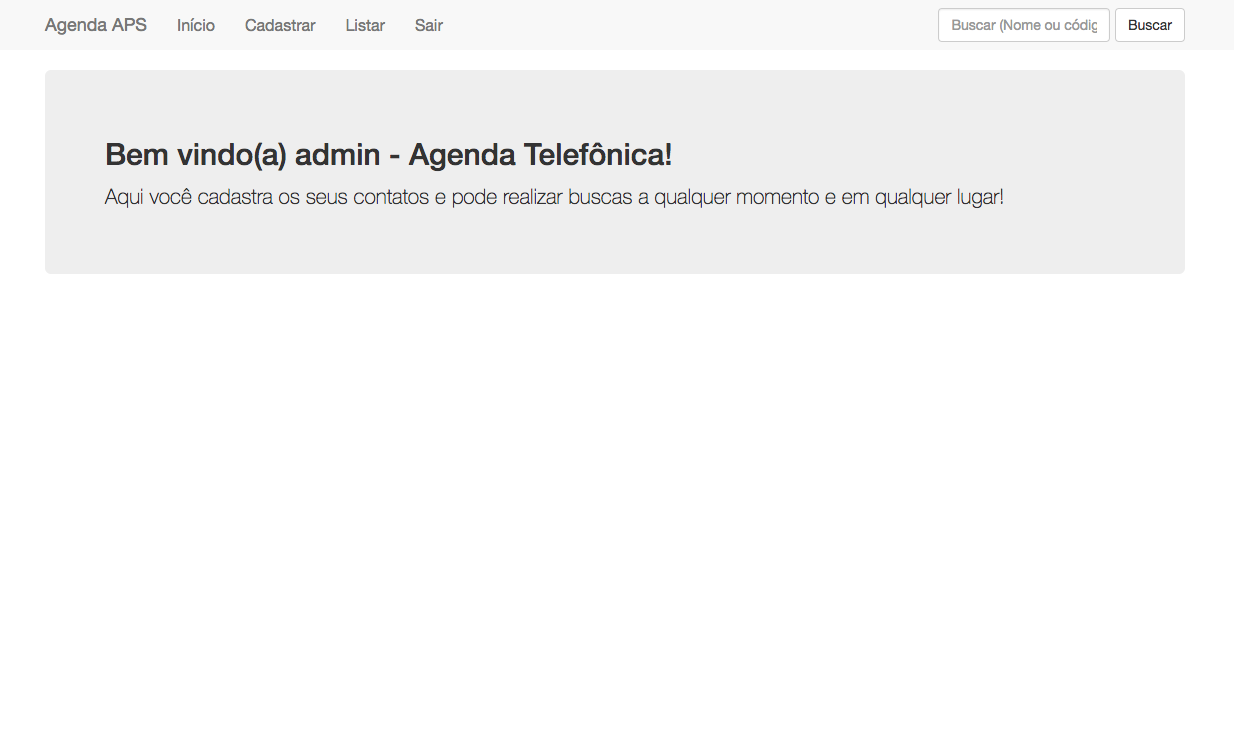 Agenda APS Início Cadastrar Listar Sair Buscar (Nome ou códig Buscar
Bem vindo(a) admin - Agenda Telefônica!
Aqui você cadastra os seus contatos e pode realizar buscas a qualquer momento e em qualquer lugar!